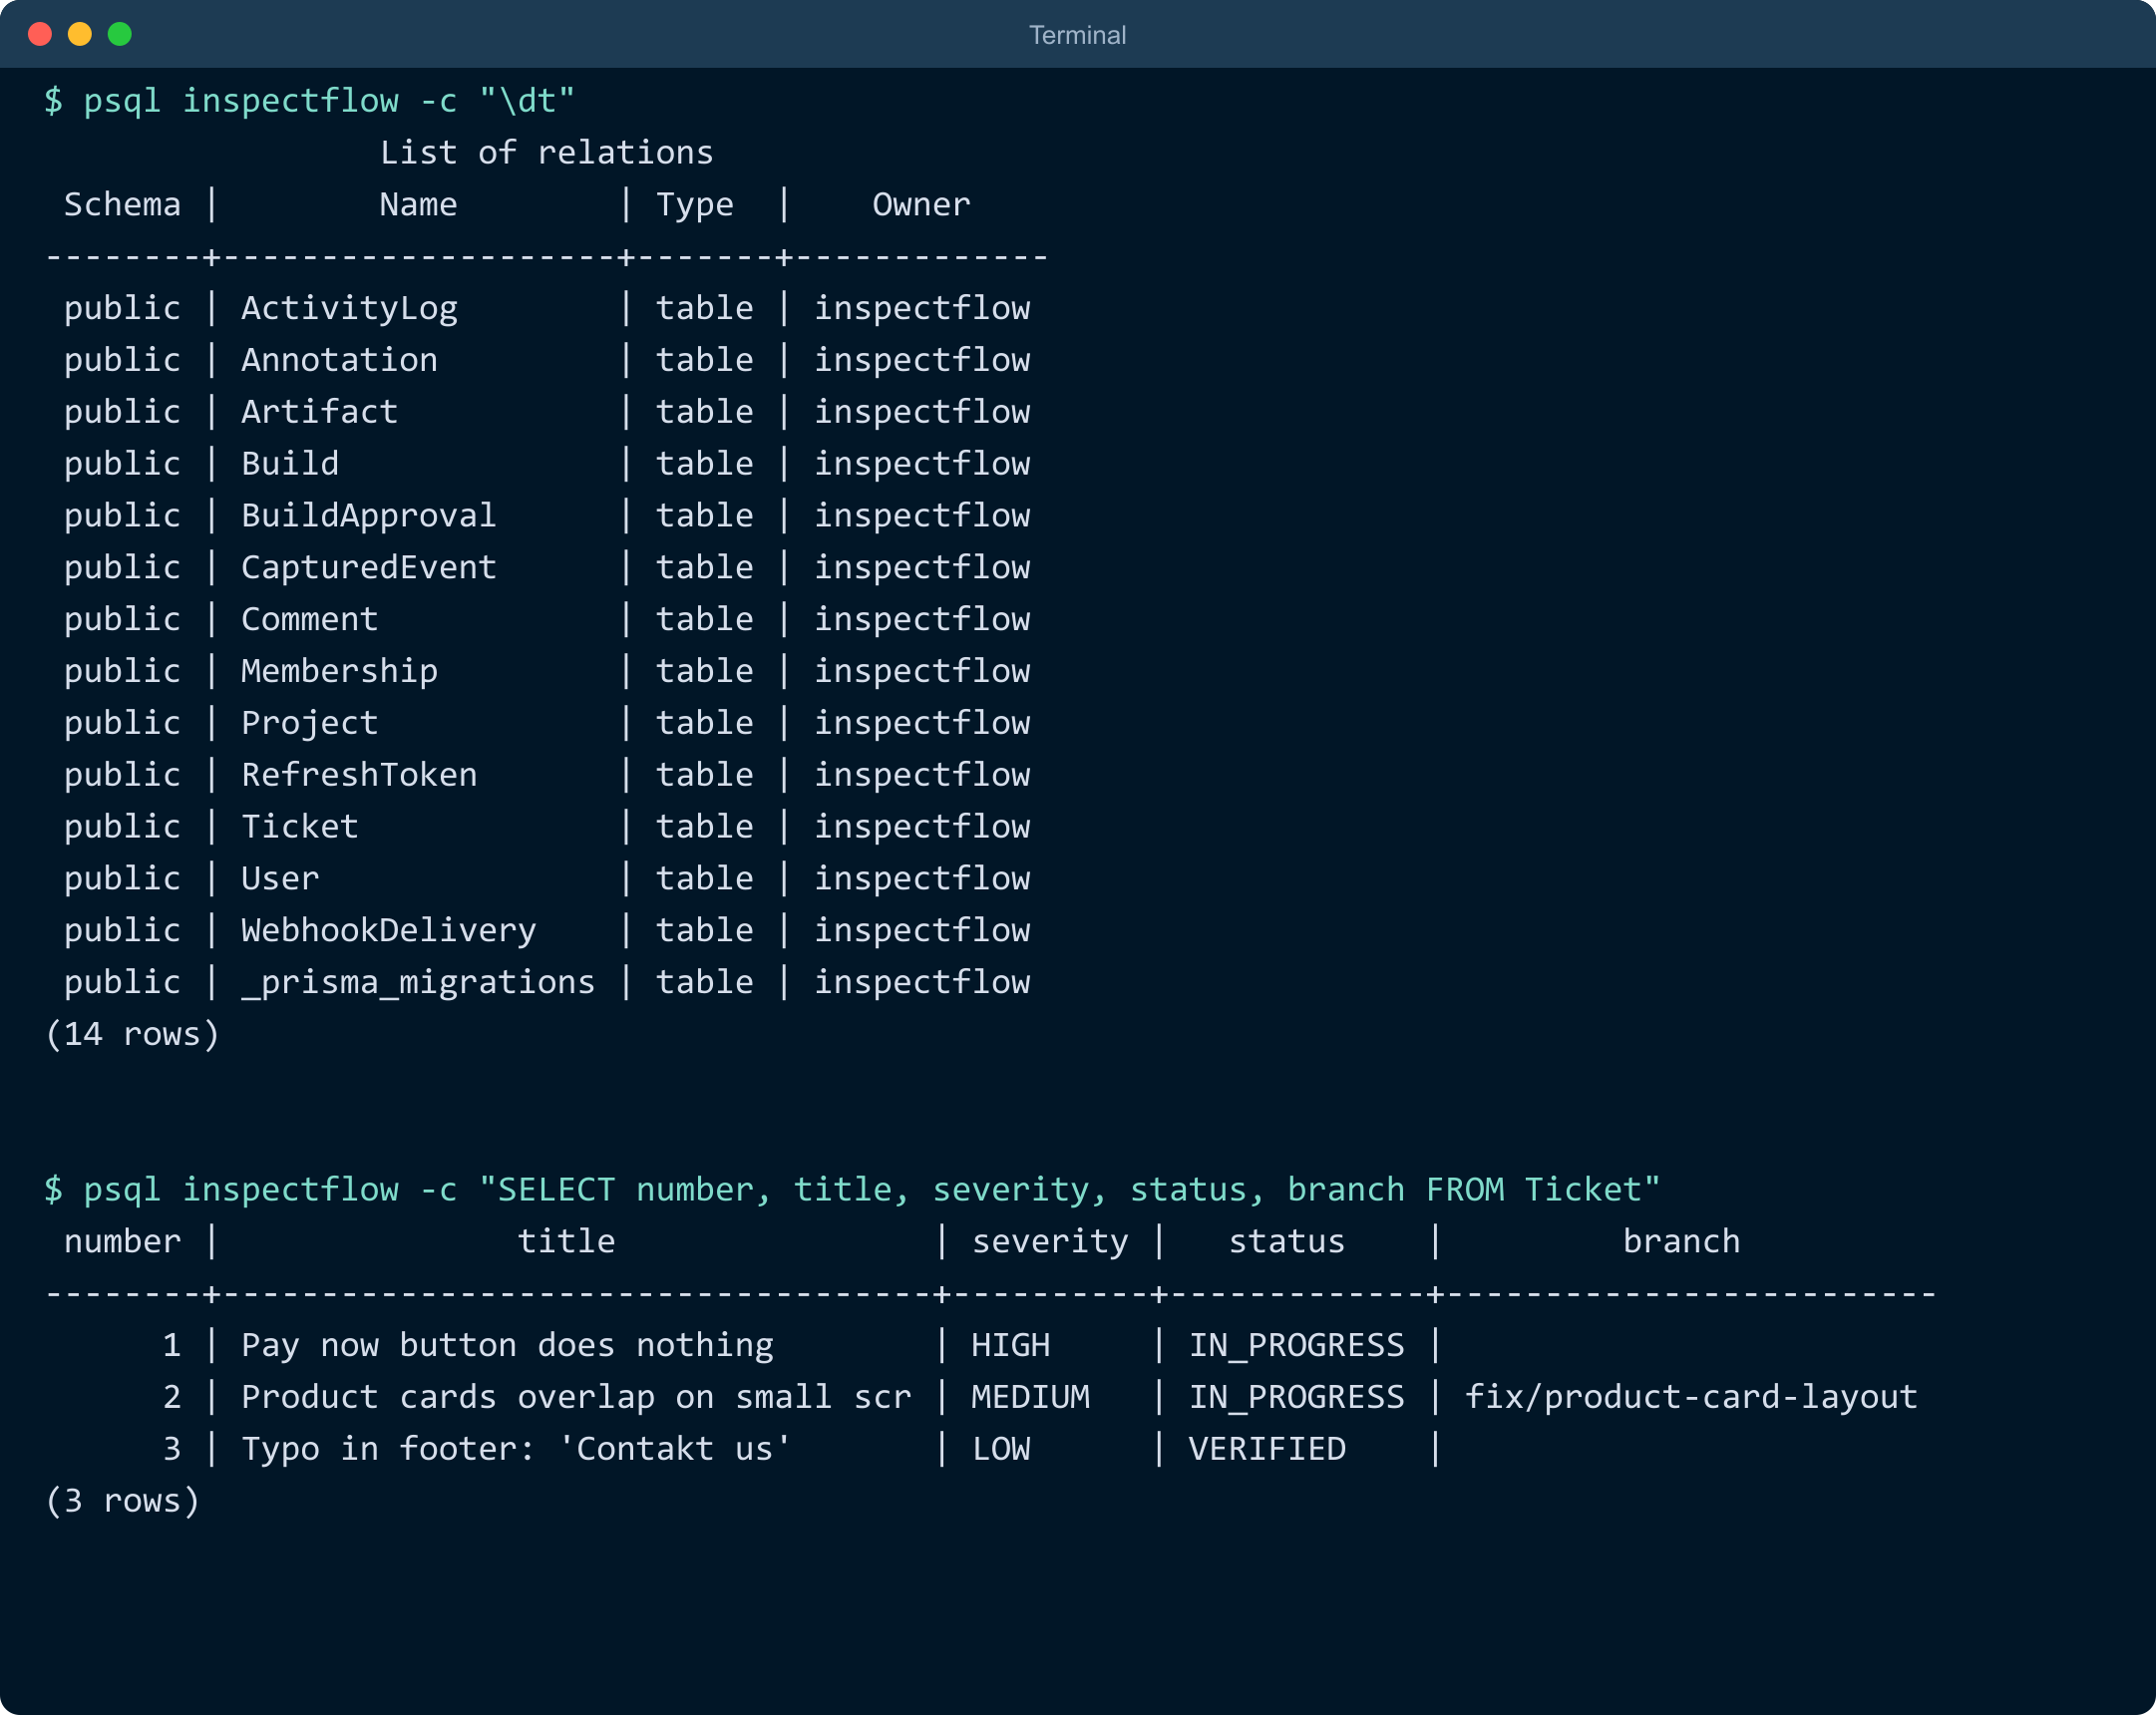 Terminal
$ psql inspectflow -c "\dt"
                 List of relations
 Schema |        Name        | Type  |    Owner
--------+--------------------+-------+-------------
 public | ActivityLog        | table | inspectflow
 public | Annotation         | table | inspectflow
 public | Artifact           | table | inspectflow
 public | Build              | table | inspectflow
 public | BuildApproval      | table | inspectflow
 public | CapturedEvent      | table | inspectflow
 public | Comment            | table | inspectflow
 public | Membership         | table | inspectflow
 public | Project            | table | inspectflow
 public | RefreshToken       | table | inspectflow
 public | Ticket             | table | inspectflow
 public | User               | table | inspectflow
 public | WebhookDelivery    | table | inspectflow
 public | _prisma_migrations | table | inspectflow
(14 rows)
$ psql inspectflow -c "SELECT number, title, severity, status, branch FROM Ticket"
 number |               title                | severity |   status    |         branch
--------+------------------------------------+----------+-------------+-------------------------
      1 | Pay now button does nothing        | HIGH     | IN_PROGRESS |
      2 | Product cards overlap on small scr | MEDIUM   | IN_PROGRESS | fix/product-card-layout
      3 | Typo in footer: 'Contakt us'       | LOW      | VERIFIED    |
(3 rows)